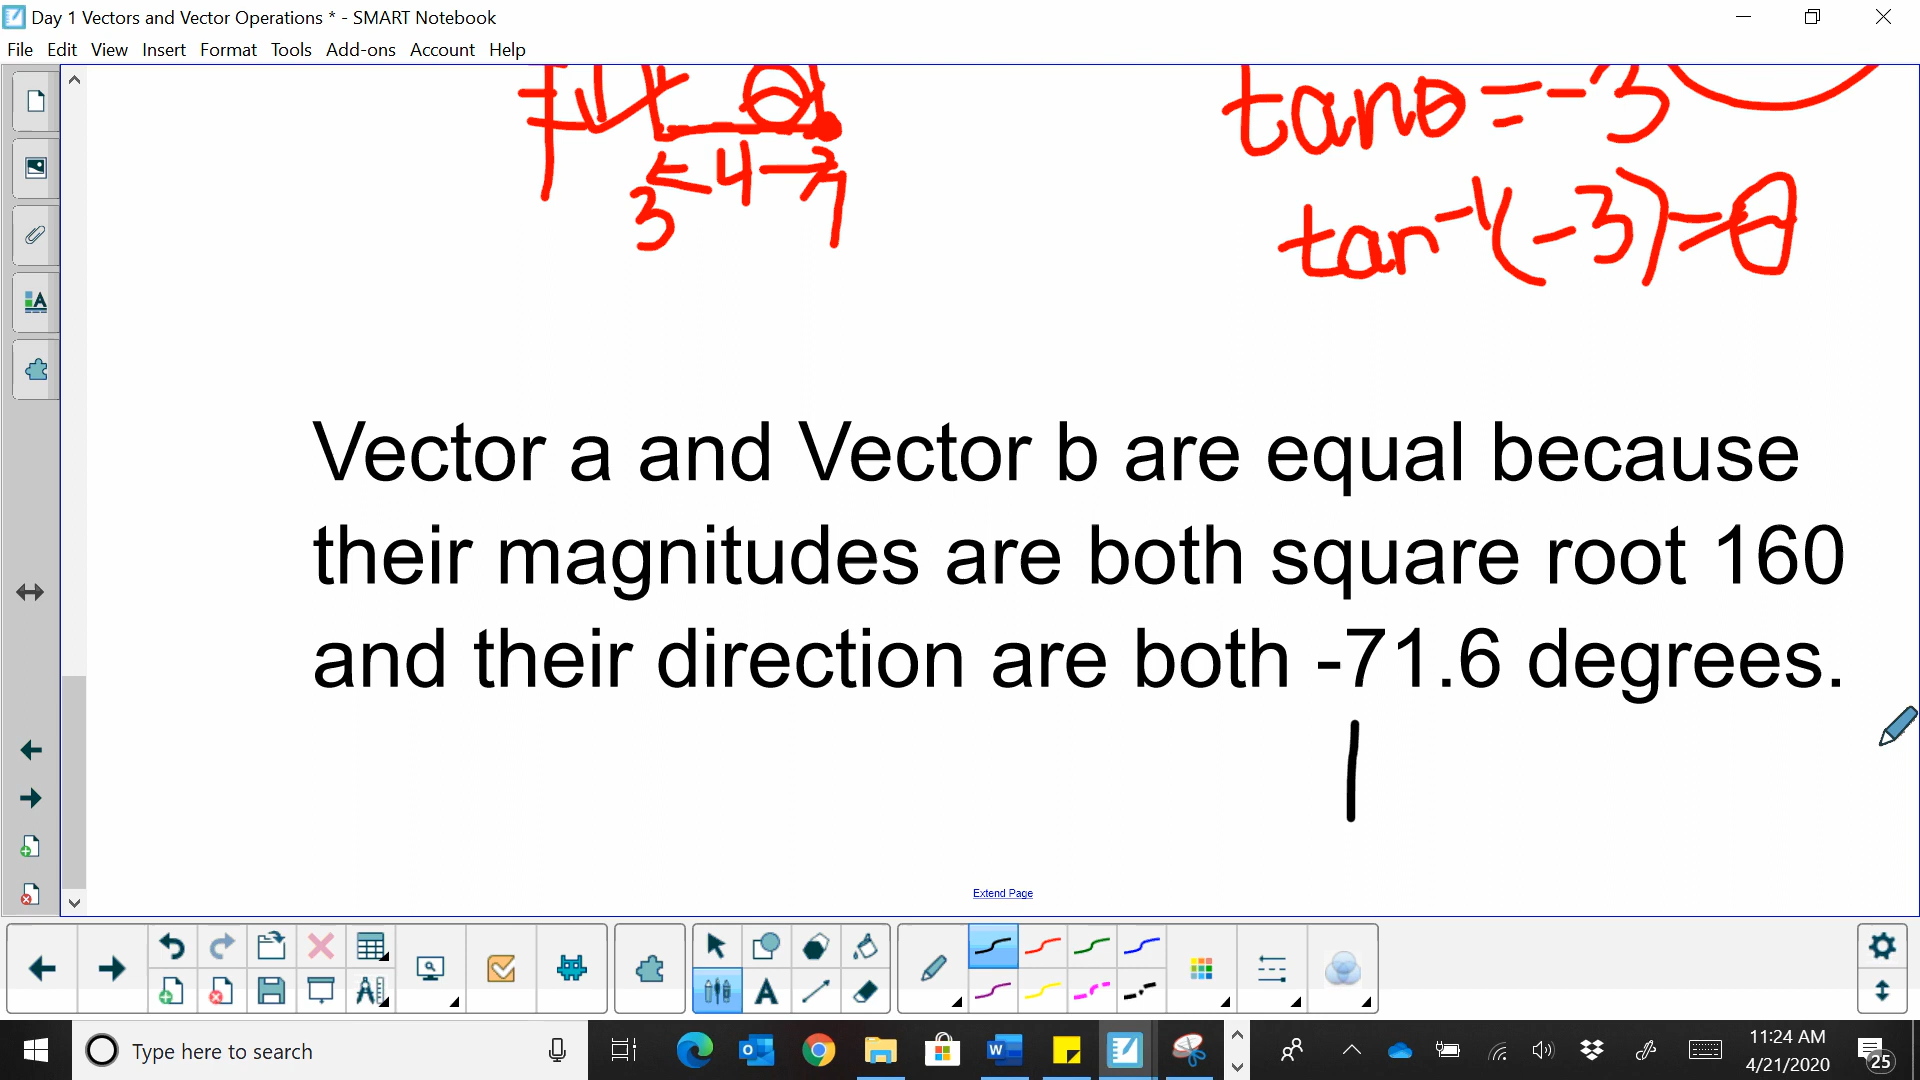 Day 1 Vectors and Vector Operations * - SMART Notebook
File Edit View Insert Format Tools Add-ons Account Help
tanθ = -3
4
3 7
tan⁻¹(-3) = θ
Vector a and Vector b are equal because
their magnitudes are both square root 160
and their direction are both -71.6 degrees.
Extend Page
Type here to search
11:24 AM
4/21/2020
25